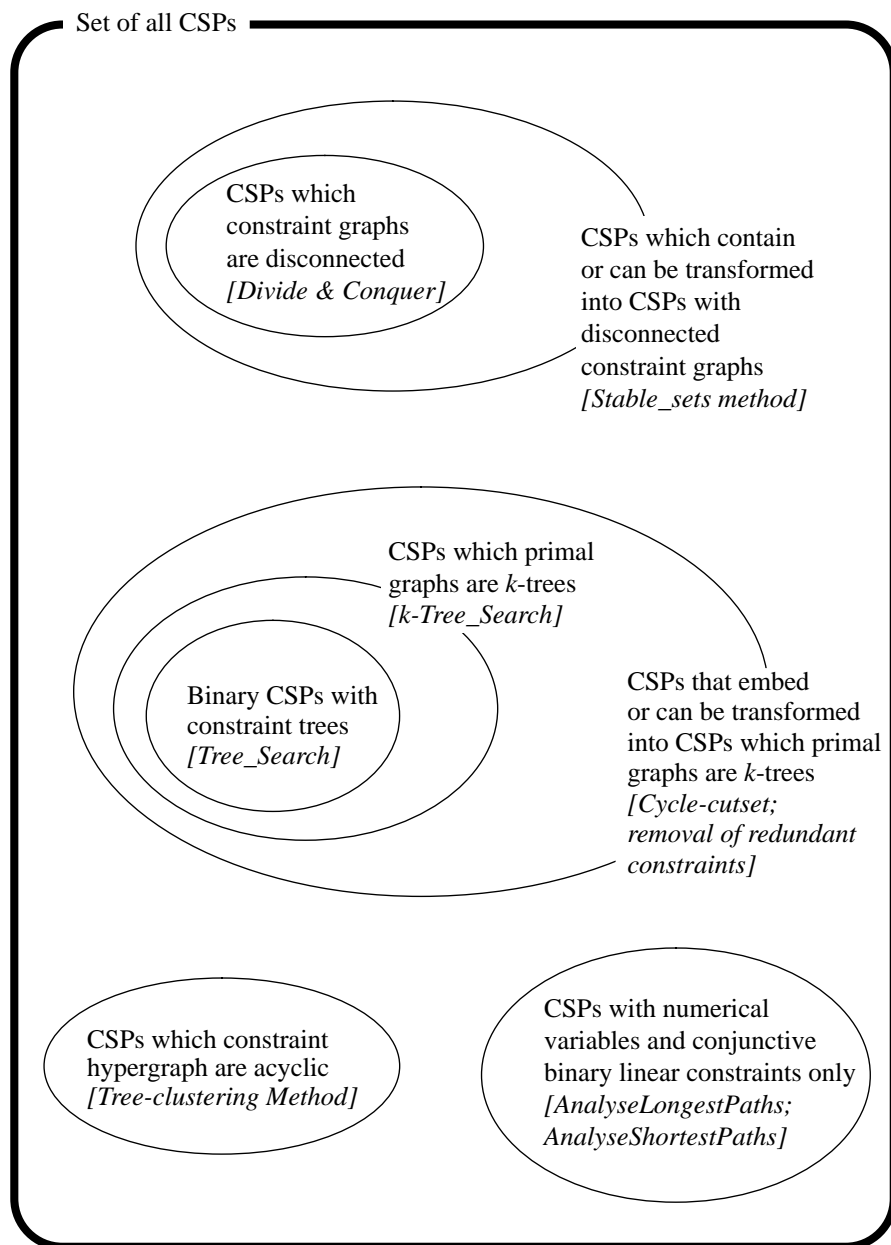 Set of all CSPs
CSPs which
constraint graphs
are disconnected
[Divide & Conquer]
CSPs which contain
or can be transformed
into CSPs with
disconnected
constraint graphs
[Stable_sets method]
CSPs which primal
graphs are k-trees
[k-Tree_Search]
Binary CSPs with
constraint trees
[Tree_Search]
CSPs that embed
or can be transformed
into CSPs which primal
graphs are k-trees
[Cycle-cutset;
removal of redundant
constraints]
CSPs which constraint
hypergraph are acyclic
[Tree-clustering Method]
CSPs with numerical
variables and conjunctive
binary linear constraints only
[AnalyseLongestPaths;
AnalyseShortestPaths]